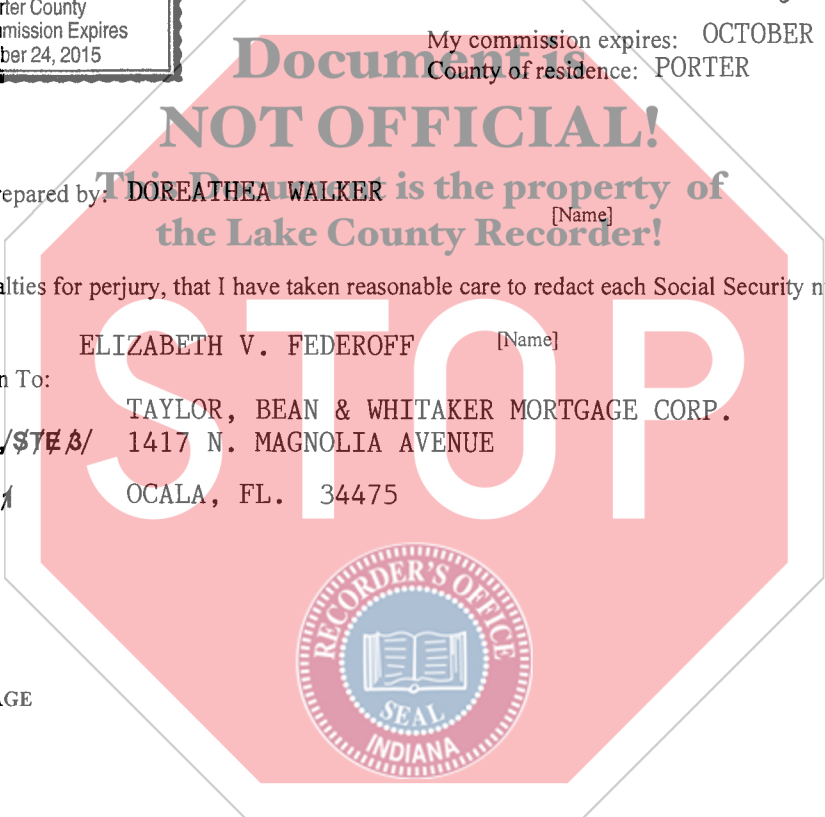 rter County
mmission Expires
ber 24, 2015
My commission expires: OCTOBER
County of residence: PORTER
Document is
NOT OFFICIAL!
This Document is the property of
the Lake County Recorder!
repared by: DOREATHEA WALKER
[Name]
alties for perjury, that I have taken reasonable care to redact each Social Security n
ELIZABETH V. FEDEROFF [Name]
n To:
TAYLOR, BEAN & WHITAKER MORTGAGE CORP.
STE 3 1417 N. MAGNOLIA AVENUE
OCALA, FL. 34475
STOP
RECORDER'S OFFICE
SEAL
INDIANA
AGE